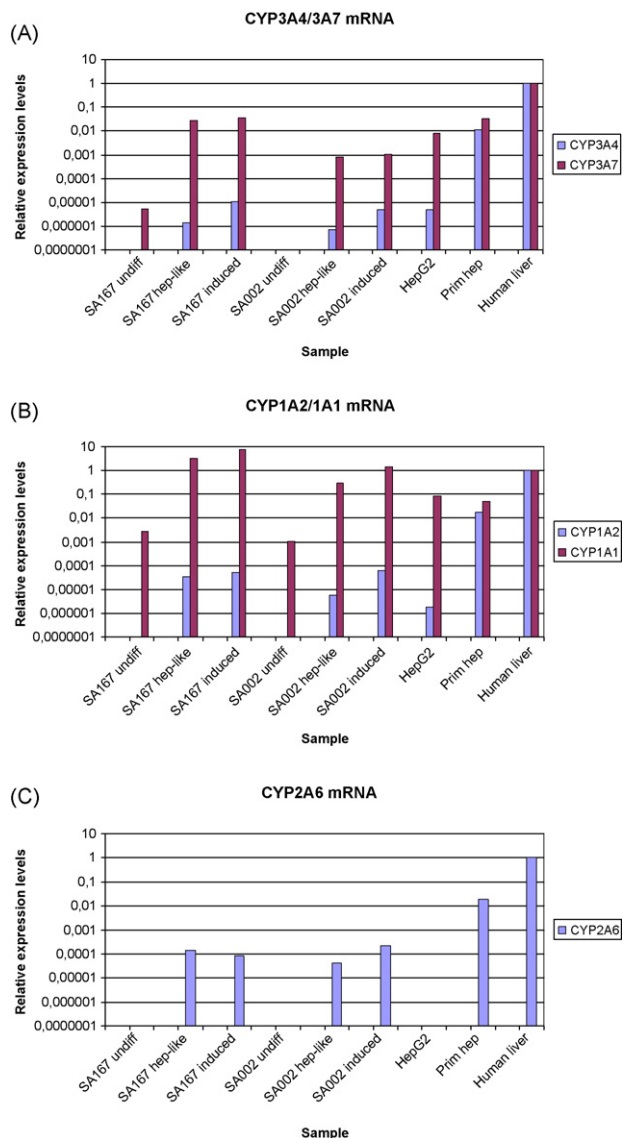 (A)
CYP3A4/3A7 mRNA
Relative expression levels
10
1
0,1
0,01
0,001
0,0001
0,00001
0,000001
0,0000001
SA167 undiff
SA167 hep-like
SA167 induced
SA002 undiff
SA002 hep-like
SA002 induced
HepG2
Prim hep
Human liver
Sample
CYP3A4
CYP3A7
(B)
CYP1A2/1A1 mRNA
Relative expression levels
10
1
0,1
0,01
0,001
0,0001
0,00001
0,000001
0,0000001
SA167 undiff
SA167 hep-like
SA167 induced
SA002 undiff
SA002 hep-like
SA002 induced
HepG2
Prim hep
Human liver
Sample
CYP1A2
CYP1A1
(C)
CYP2A6 mRNA
Relative expression levels
10
1
0,1
0,01
0,001
0,0001
0,00001
0,000001
0,0000001
SA167 undiff
SA167 hep-like
SA167 induced
SA002 undiff
SA002 hep-like
SA002 induced
HepG2
Prim hep
Human liver
Sample
CYP2A6